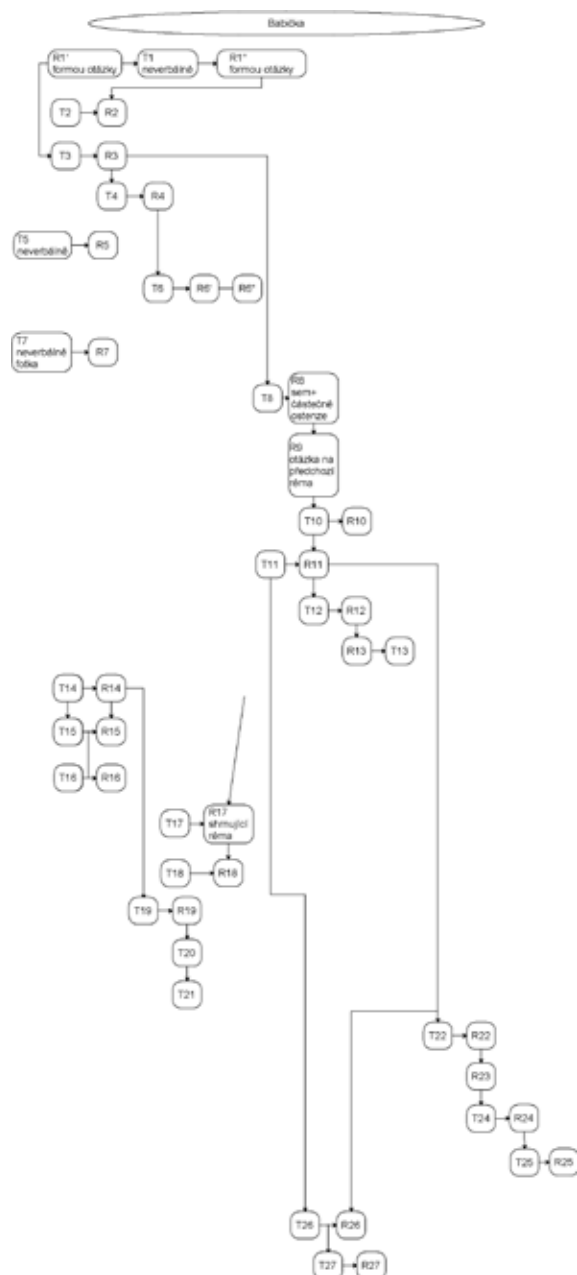 Babička
R1' T1 R1"
formou otázky neverbálně formou otázky
T2 R2
T3 R3
T4 R4
T5 R5
neverbálně
T6 R6' R6"
T7
neverbálně R7
fotka
R8
T8 sem+
částečně
ostenze
R9
otázka na
předchozí
réma
T10 R10
T11 R11
T12 R12
R13 T13
T14 R14
T15 R15
T16 R16
R17
T17 shrnující
réma
T18 R18
T19 R19
T20
T21
T22 R22
R23
T24 R24
T25 R25
T26 R26
T27 R27